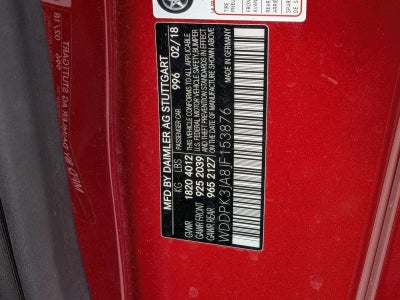 MFD BY DAIMLER AG STUTTGART
KG LBS 996 02/18
GVWR 1820 4012 PASSENGER CAR
GAWR FRONT 925 2039 THIS VEHICLE CONFORMS TO ALL APPLICABLE
GAWR REAR 965 2127 U.S. FEDERAL MOTOR VEHICLE SAFETY/BUMPER
AND THEFT PREVENTION STANDARDS IN EFFECT
ON THE DATE OF MANUFACTURE SHOWN ABOVE
WDDPK3JA8JF153876
MADE IN GERMANY